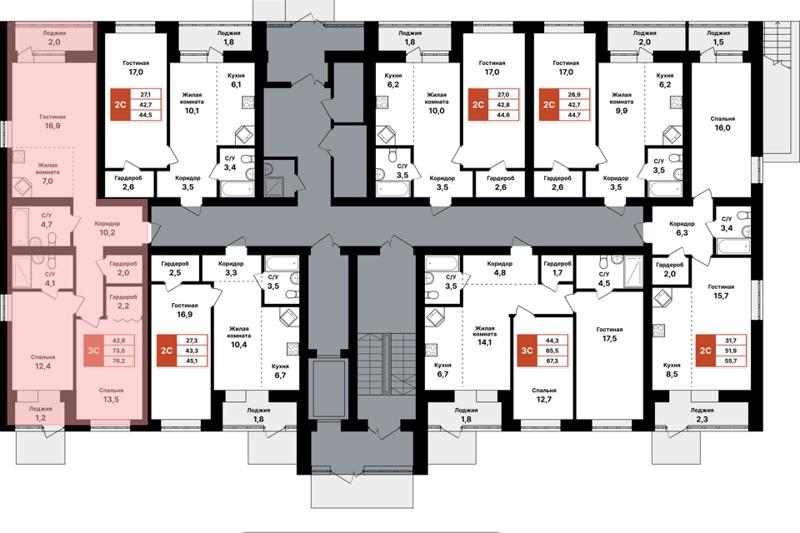 Лоджия
2,0
Гостиная
16,9
Жилая
комната
7,0
С/У
4,7
Коридор
10,2
С/У
4,1
Гардероб
2,0
Гардероб
2,2
3С
42,8
73,0
76,2
Спальня
12,4
Спальня
13,5
Лоджия
1,2
Гостиная
17,0
2С
27,1
42,7
44,5
Гардероб
2,6
Лоджия
1,8
Кухня
6,1
Жилая
комната
10,1
С/У
3,4
Коридор
3,5
Лоджия
1,8
Кухня
6,2
Жилая
комната
10,0
С/У
3,5
Коридор
3,5
Гостиная
17,0
2С
27,0
42,8
44,6
Гардероб
2,6
Гостиная
17,0
2С
26,9
42,7
44,7
Гардероб
2,6
Лоджия
2,0
Кухня
6,2
Жилая
комната
9,9
С/У
3,5
Коридор
3,5
Лоджия
1,5
Спальня
16,0
Коридор
6,3
С/У
3,4
Гардероб
2,0
15,7
2С
31,7
51,9
55,7
Кухня
8,5
Лоджия
2,3
Гардероб
2,5
Гостиная
16,9
2С
27,3
43,3
45,1
Коридор
3,3
С/У
3,5
Жилая
комната
10,4
Кухня
6,7
Лоджия
1,8
С/У
3,5
Коридор
4,8
Гардероб
1,7
С/У
4,5
Жилая
комната
14,1
Кухня
6,7
3С
44,3
65,5
67,3
Спальня
12,7
Гостиная
17,5
Лоджия
1,8